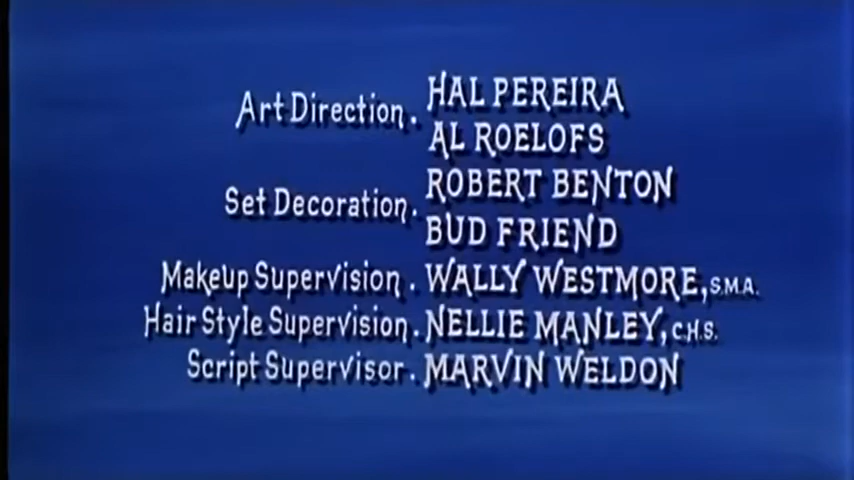 Art Direction. HAL PEREIRA
AL ROELOFS
Set Decoration. ROBERT BENTON
BUD FRIEND
Makeup Supervision. WALLY WESTMORE, S.M.A.
Hair Style Supervision. NELLIE MANLEY, C.H.S.
Script Supervisor. MARVIN WELDON